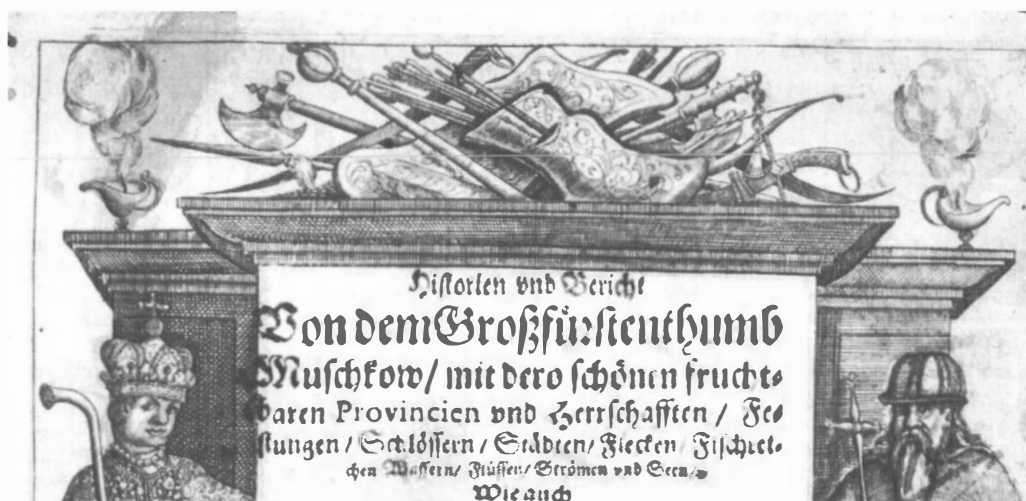 Historien vnd Bericht
Von dem Großfürstenthumb
Muschkow/ mit dero schönen frucht⸗
baren Provincien vnd Herrschafften / Fe⸗
stungen / Schlössern / Städten / Flecken / Fischrei⸗
chen Wassern / Flüssen / Strömen vnd Seen /
Wie auch